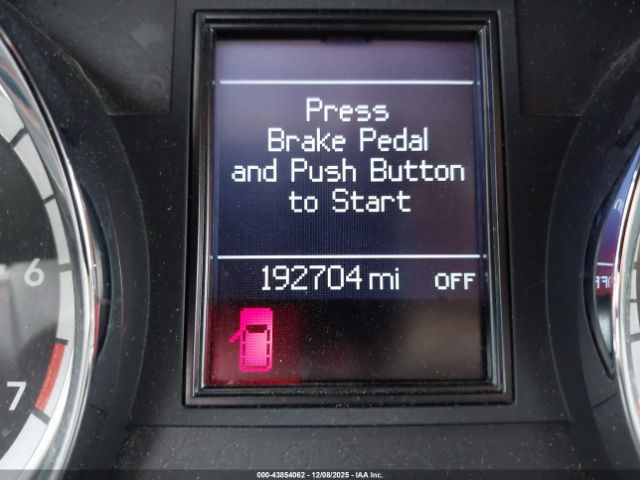 Press
Brake Pedal
and Push Button
to Start
192704 mi OFF
6
7
000-43854062 | 12/08/2025 | IAA Inc.